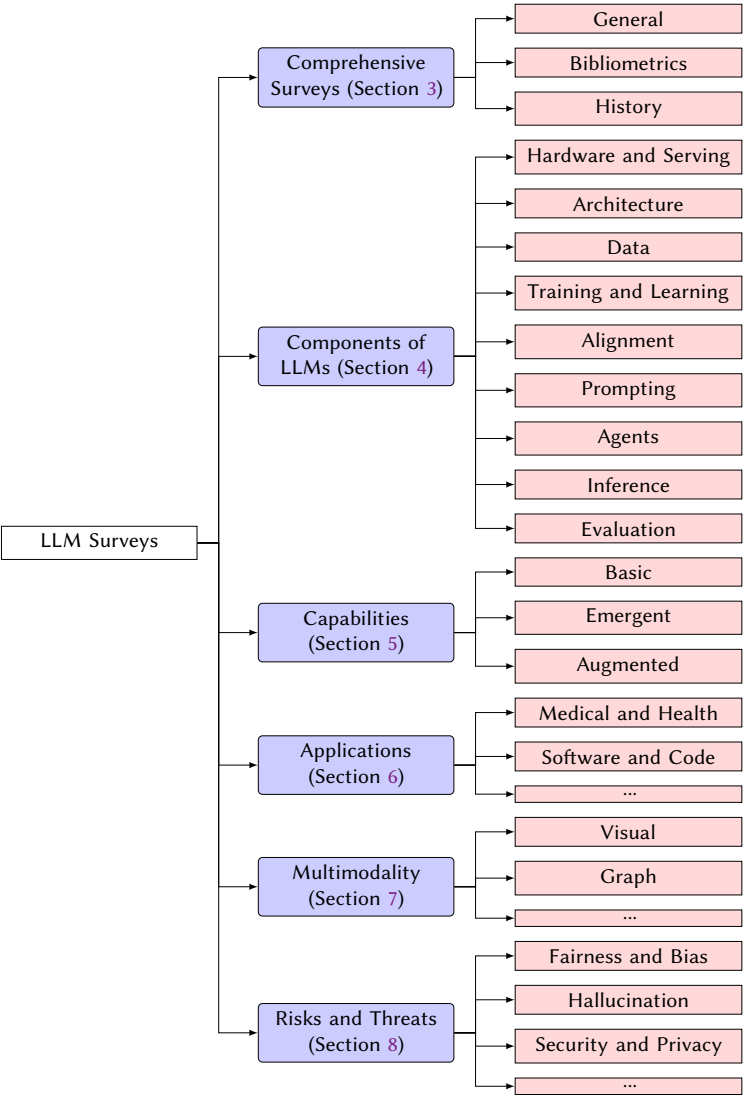 LLM Surveys
Comprehensive
Surveys (Section 3)
General
Bibliometrics
History
Components of
LLMs (Section 4)
Hardware and Serving
Architecture
Data
Training and Learning
Alignment
Prompting
Agents
Inference
Evaluation
Capabilities
(Section 5)
Basic
Emergent
Augmented
Applications
(Section 6)
Medical and Health
Software and Code
...
Multimodality
(Section 7)
Visual
Graph
...
Risks and Threats
(Section 8)
Fairness and Bias
Hallucination
Security and Privacy
...